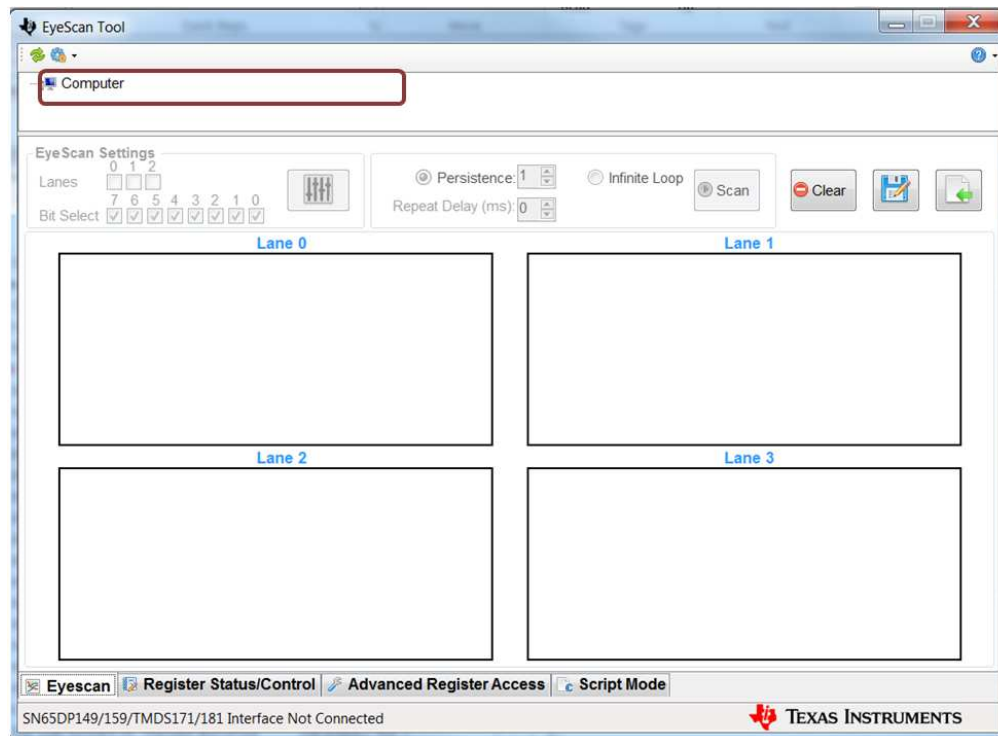 EyeScan Tool
Computer
EyeScan Settings
0 1 2
Lanes
7 6 5 4 3 2 1 0
Bit Select
Persistence: 1
Infinite Loop
Scan
Clear
Repeat Delay (ms): 0
Lane 0
Lane 1
Lane 2
Lane 3
Eyescan
Register Status/Control
Advanced Register Access
Script Mode
SN65DP149/159/TMDS171/181 Interface Not Connected
TEXAS INSTRUMENTS